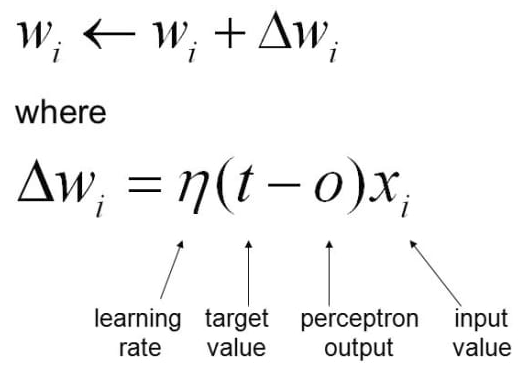 wᵢ ← wᵢ + Δwᵢ
where
Δwᵢ = η(t − o)xᵢ
learning target perceptron input
rate value output value